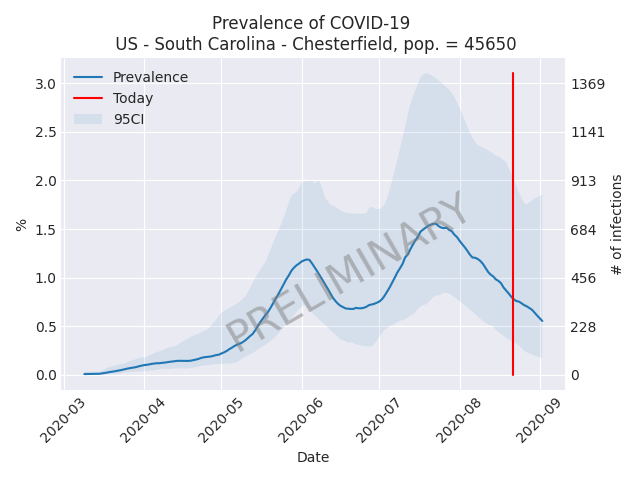 Prevalence of COVID-19
US - South Carolina - Chesterfield, pop. = 45650
Prevalence
Today
95CI
3.0
2.5
2.0
1.5
1.0
0.5
0.0
%
1369
1141
913
684
456
228
0
# of infections
PRELIMINARY
2020-03
2020-04
2020-05
2020-06
2020-07
2020-08
2020-09
Date